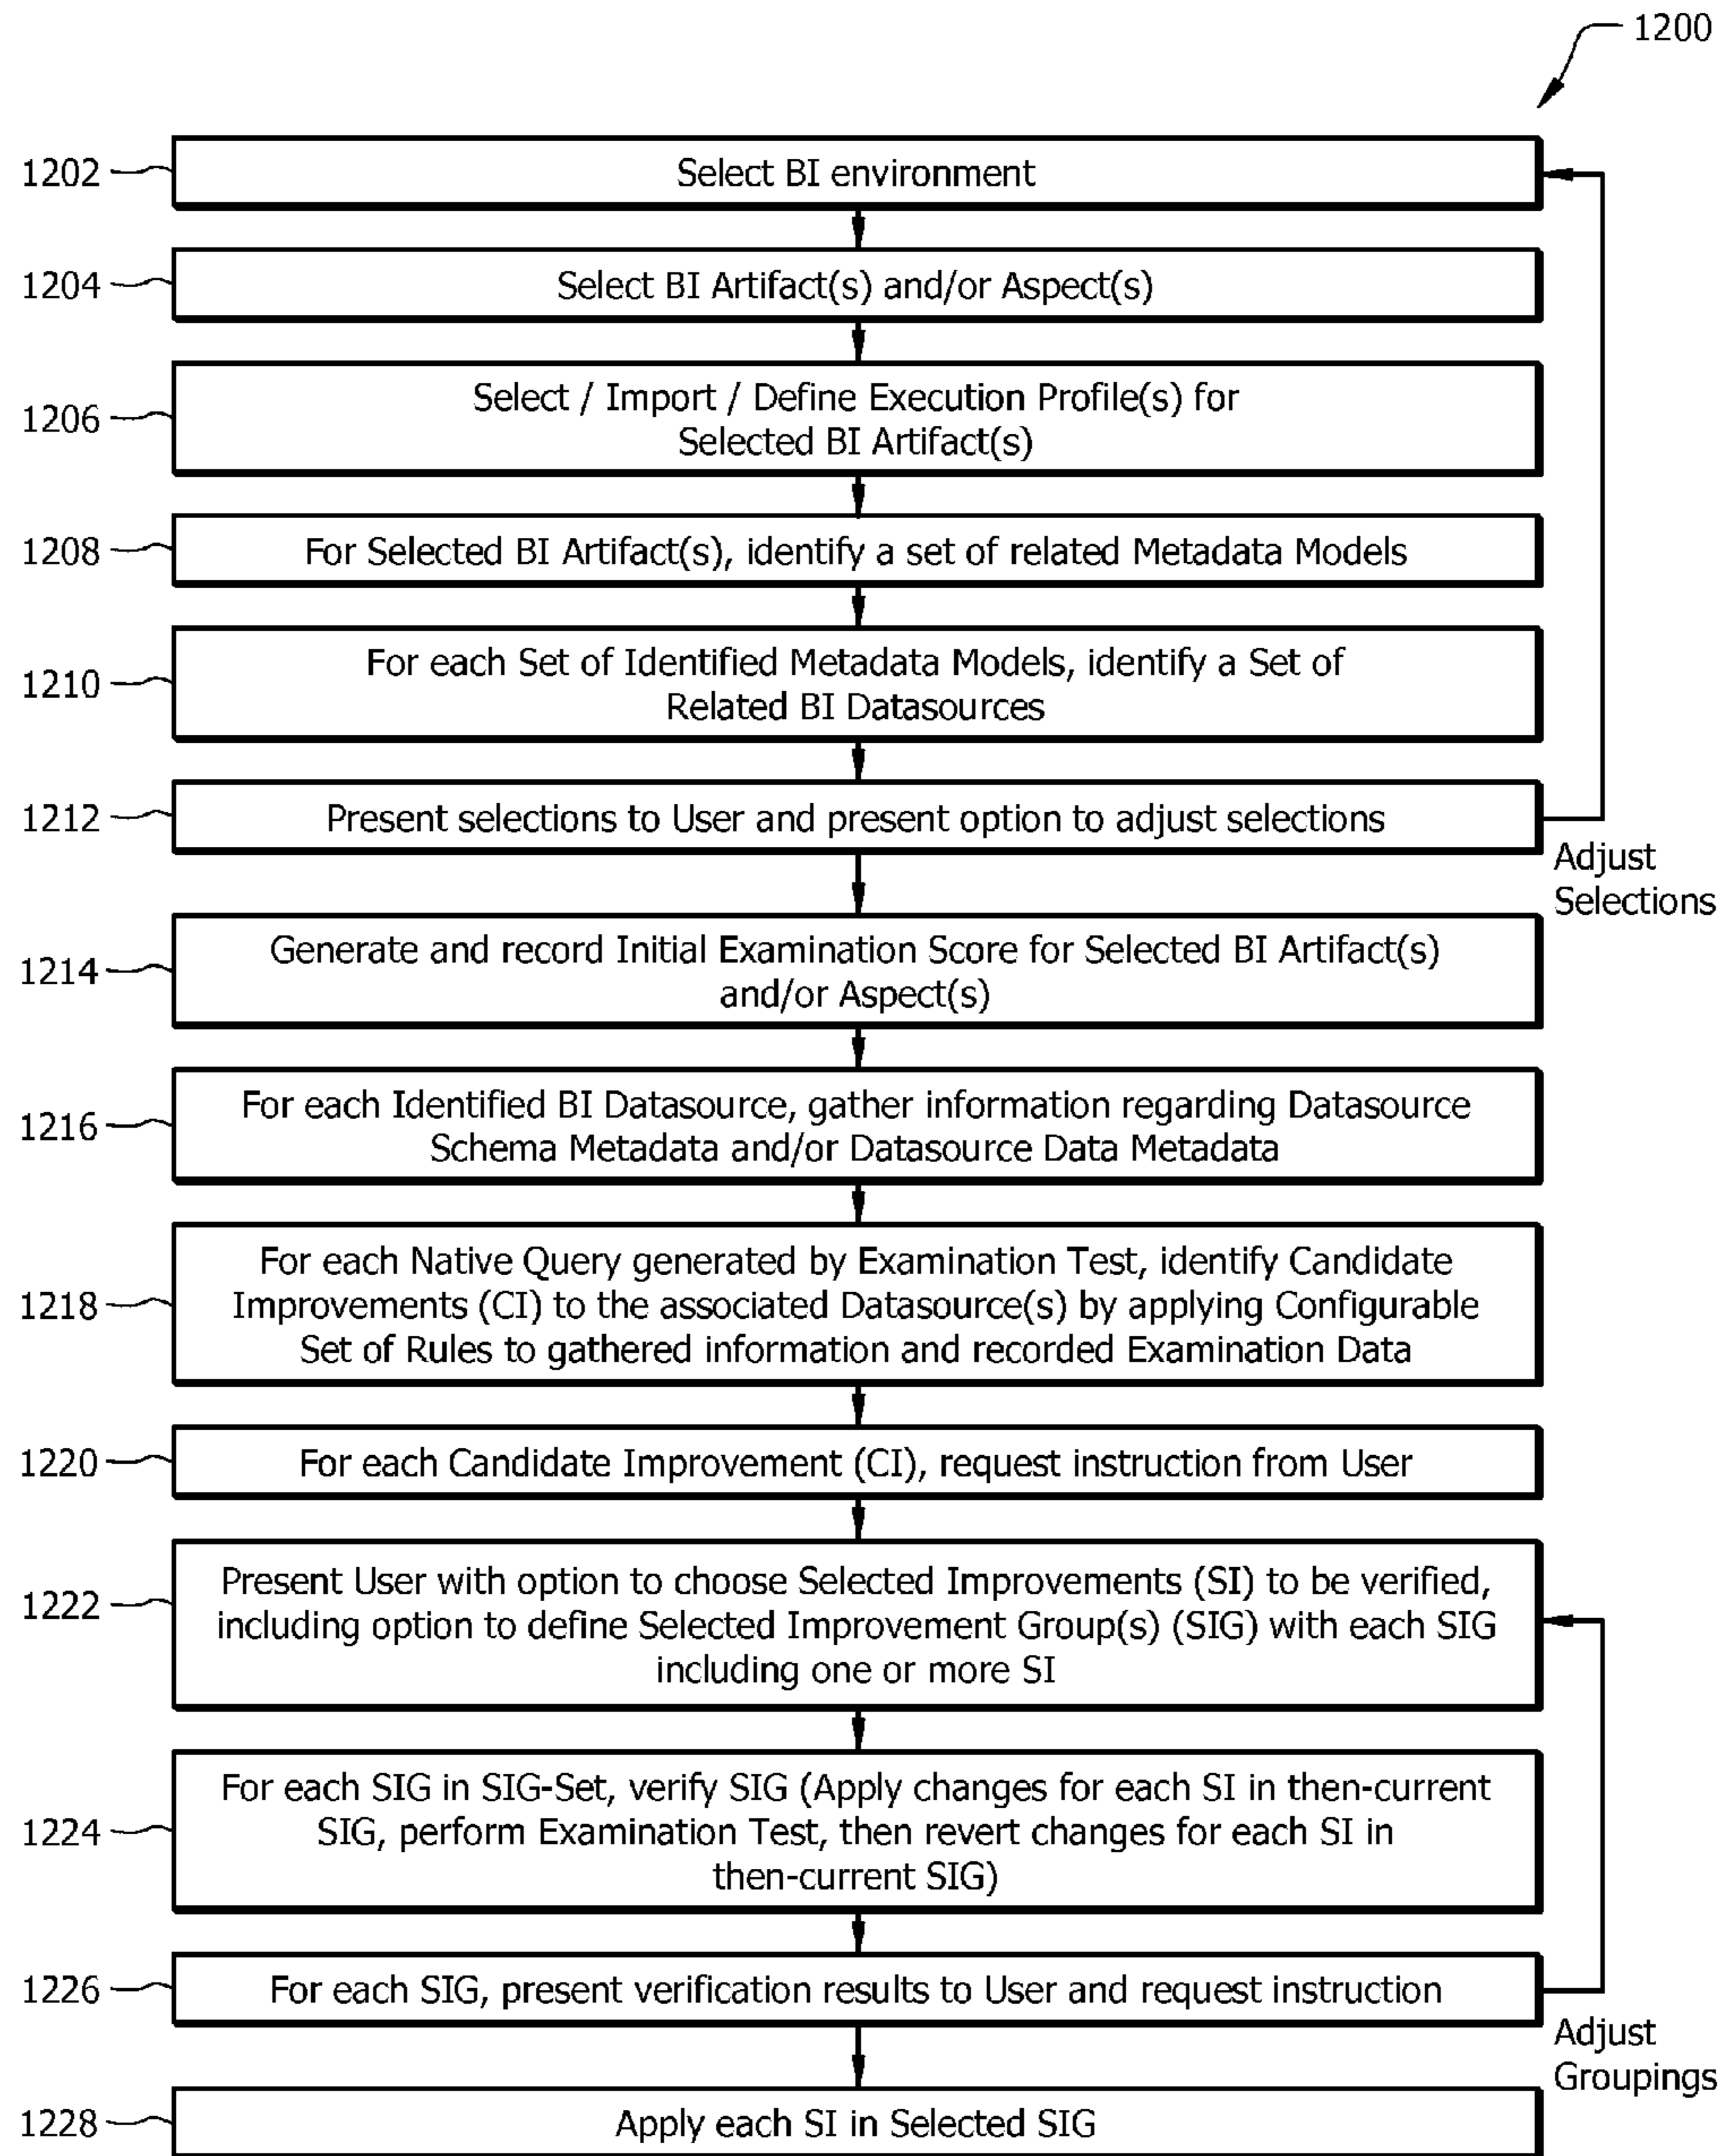 1200
1202
Select BI environment
1204
Select BI Artifact(s) and/or Aspect(s)
1206
Select / Import / Define Execution Profile(s) for
Selected BI Artifact(s)
1208
For Selected BI Artifact(s), identify a set of related Metadata Models
1210
For each Set of Identified Metadata Models, identify a Set of
Related BI Datasources
1212
Present selections to User and present option to adjust selections
Adjust
Selections
1214
Generate and record Initial Examination Score for Selected BI Artifact(s)
and/or Aspect(s)
1216
For each Identified BI Datasource, gather information regarding Datasource
Schema Metadata and/or Datasource Data Metadata
1218
For each Native Query generated by Examination Test, identify Candidate
Improvements (CI) to the associated Datasource(s) by applying Configurable
Set of Rules to gathered information and recorded Examination Data
1220
For each Candidate Improvement (CI), request instruction from User
1222
Present User with option to choose Selected Improvements (SI) to be verified,
including option to define Selected Improvement Group(s) (SIG) with each SIG
including one or more SI
1224
For each SIG in SIG-Set, verify SIG (Apply changes for each SI in then-current
SIG, perform Examination Test, then revert changes for each SI in
then-current SIG)
1226
For each SIG, present verification results to User and request instruction
Adjust
Groupings
1228
Apply each SI in Selected SIG